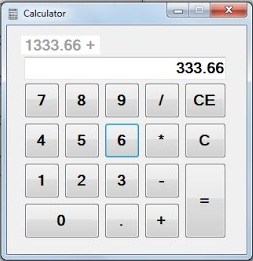 Calculator
1333.66 +
333.66
7 8 9 / CE
4 5 6 * C
1 2 3 - =
0 . +